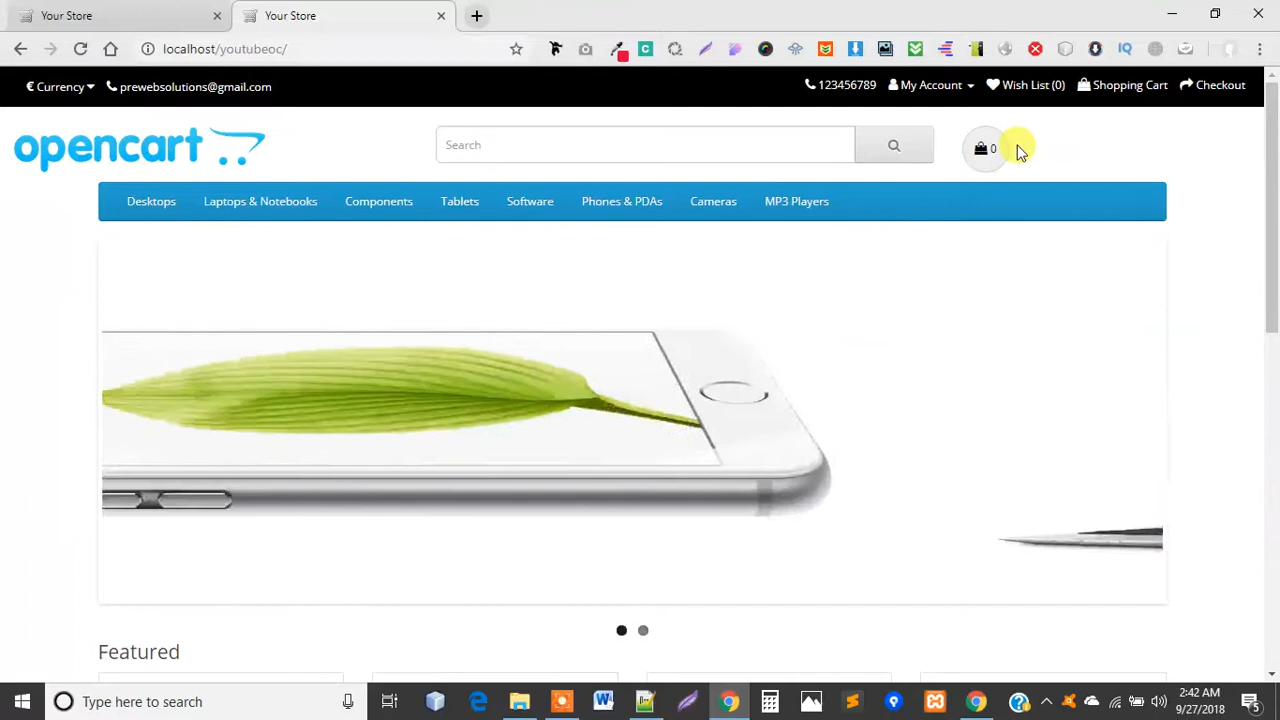 Your Store
Your Store
localhost/youtubeoc/
€ Currency
prewebsolutions@gmail.com
123456789
My Account
Wish List (0)
Shopping Cart
Checkout
opencart
Search
0
Desktops
Laptops & Notebooks
Components
Tablets
Software
Phones & PDAs
Cameras
MP3 Players
Featured
Type here to search
2:42 AM
9/27/2018